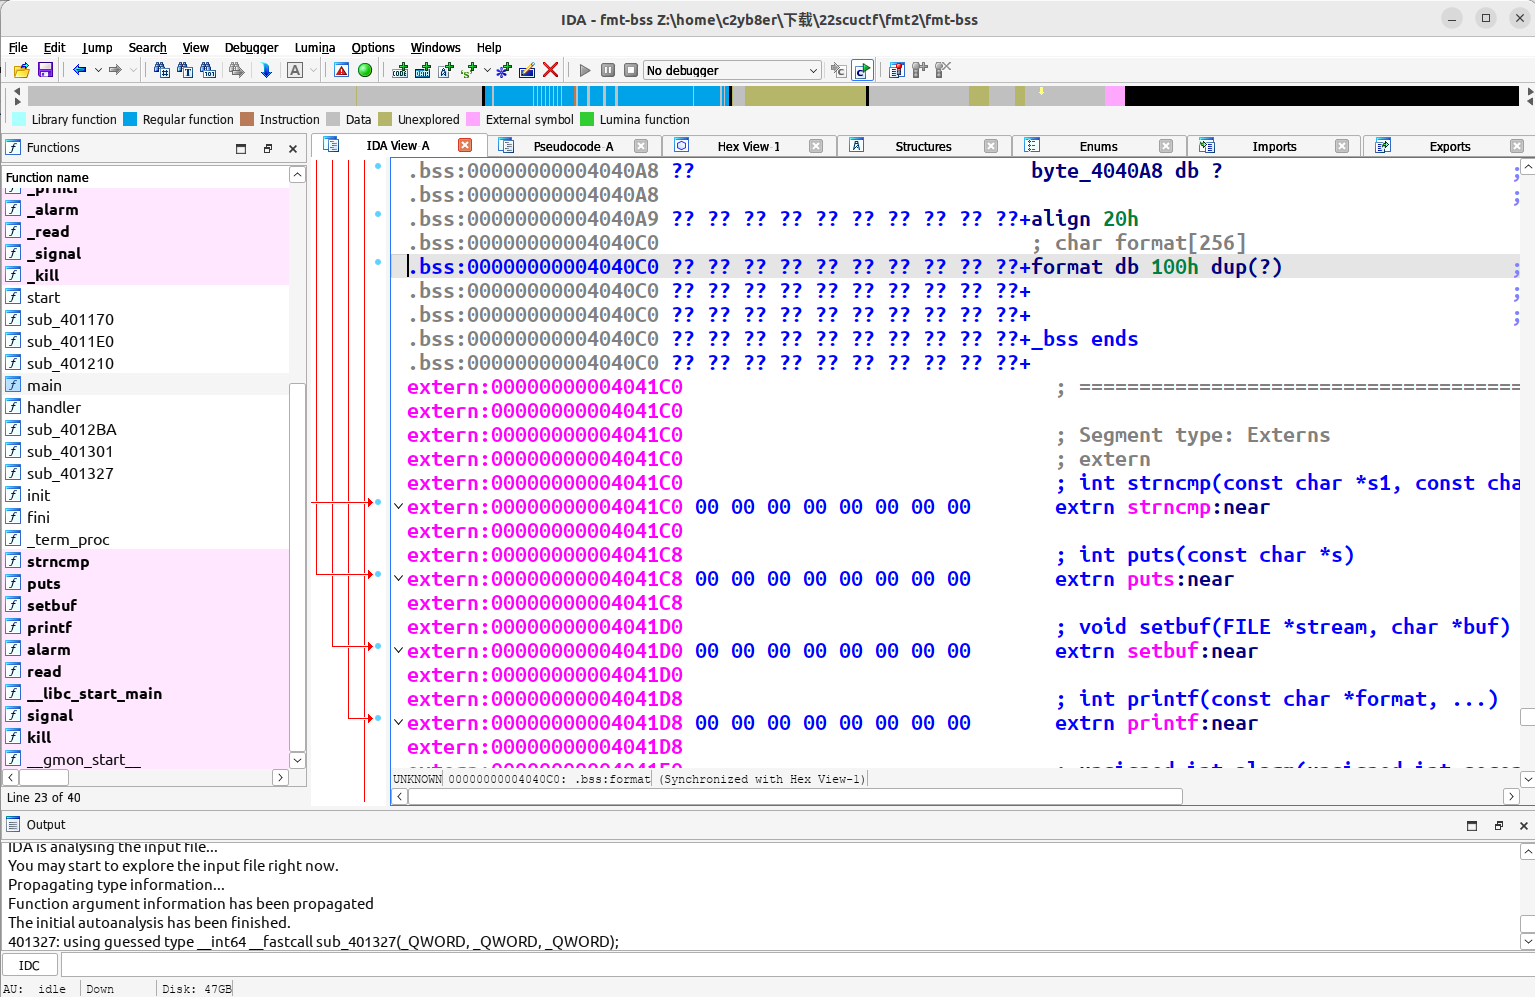 IDA - fmt-bss Z:\home\c2yb8er\下载\22scuctf\fmt2\fmt-bss
File Edit Jump Search View Debugger Lumina Options Windows Help
No debugger
Library function Regular function Instruction Data Unexplored External symbol Lumina function
Functions
IDA View-A Pseudocode-A Hex View-1 Structures Enums Imports Exports
Function name
_printf
_alarm
_read
_signal
_kill
start
sub_401170
sub_4011E0
sub_401210
main
handler
sub_4012BA
sub_401301
sub_401327
init
fini
_term_proc
strncmp
puts
setbuf
printf
alarm
read
__libc_start_main
signal
kill
__gmon_start__
Line 23 of 40
.bss:00000000004040A8 ?? byte_4040A8 db ? ;
.bss:00000000004040A8 ;
.bss:00000000004040A9 ?? ?? ?? ?? ?? ?? ?? ?? ?? ??+align 20h
.bss:00000000004040C0 ; char format[256]
.bss:00000000004040C0 ?? ?? ?? ?? ?? ?? ?? ?? ?? ??+format db 100h dup(?) ;
.bss:00000000004040C0 ?? ?? ?? ?? ?? ?? ?? ?? ?? ??+ ;
.bss:00000000004040C0 ?? ?? ?? ?? ?? ?? ?? ?? ?? ??+ ;
.bss:00000000004040C0 ?? ?? ?? ?? ?? ?? ?? ?? ?? ??+_bss ends
.bss:00000000004040C0 ?? ?? ?? ?? ?? ?? ?? ?? ?? ??+
extern:00000000004041C0 ; =====================================
extern:00000000004041C0
extern:00000000004041C0 ; Segment type: Externs
extern:00000000004041C0 ; extern
extern:00000000004041C0 ; int strncmp(const char *s1, const cha
extern:00000000004041C0 00 00 00 00 00 00 00 00 extrn strncmp:near
extern:00000000004041C0
extern:00000000004041C8 ; int puts(const char *s)
extern:00000000004041C8 00 00 00 00 00 00 00 00 extrn puts:near
extern:00000000004041C8
extern:00000000004041D0 ; void setbuf(FILE *stream, char *buf)
extern:00000000004041D0 00 00 00 00 00 00 00 00 extrn setbuf:near
extern:00000000004041D0
extern:00000000004041D8 ; int printf(const char *format, ...)
extern:00000000004041D8 00 00 00 00 00 00 00 00 extrn printf:near
extern:00000000004041D8
UNKNOWN 00000000004040C0: .bss:format (Synchronized with Hex View-1)
Output
IDA is analysing the input file...
You may start to explore the input file right now.
Propagating type information...
Function argument information has been propagated
The initial autoanalysis has been finished.
401327: using guessed type __int64 __fastcall sub_401327(_QWORD, _QWORD, _QWORD);
IDC
AU: idle Down Disk: 47GB